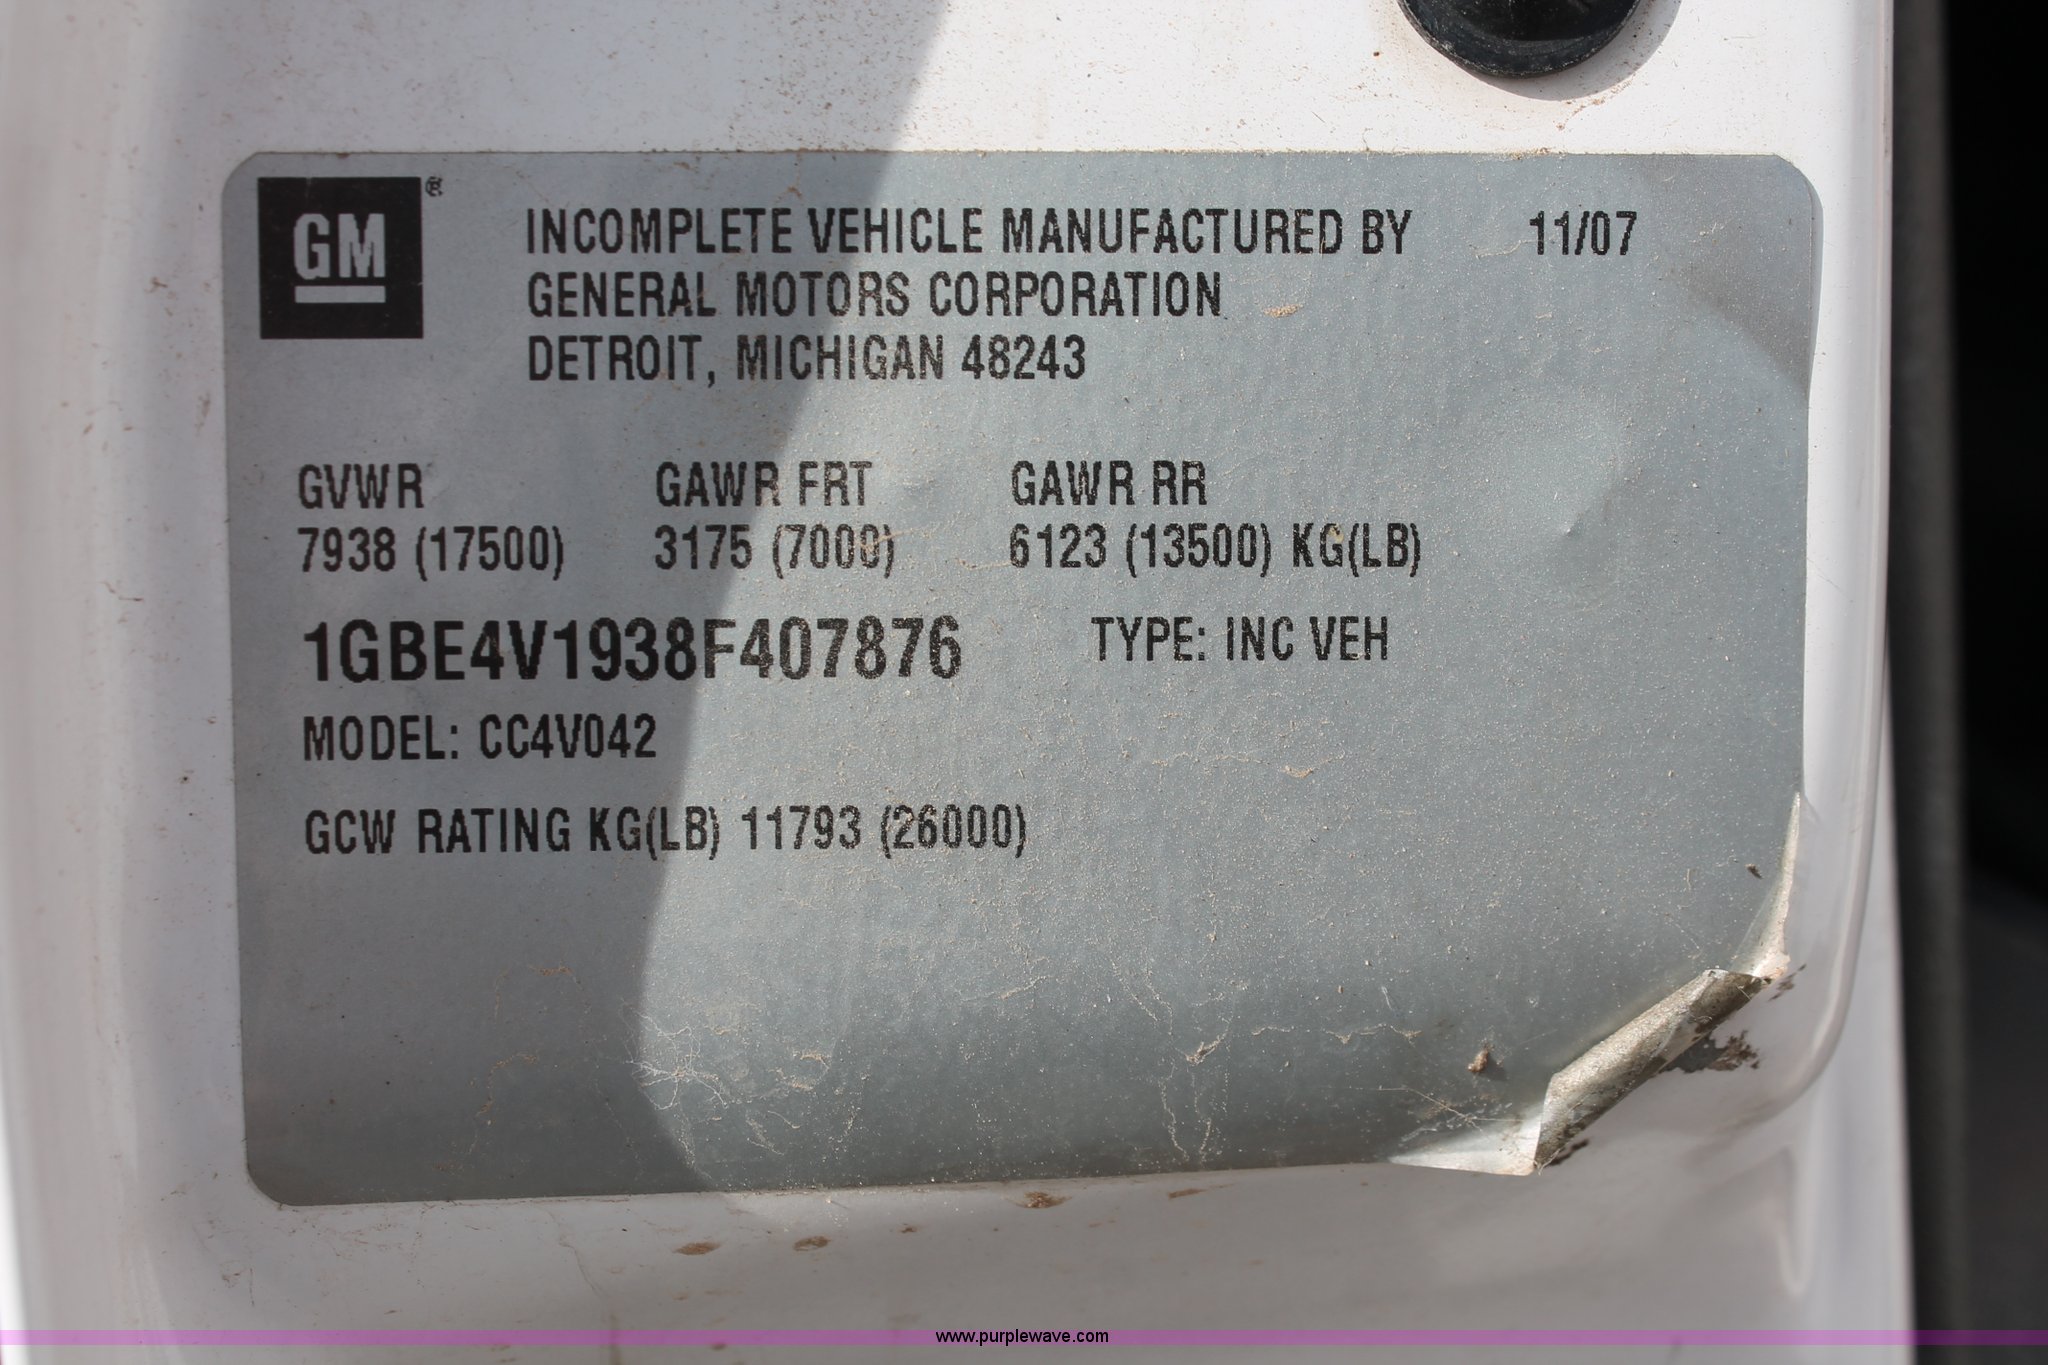 GM®
INCOMPLETE VEHICLE MANUFACTURED BY 11/07
GENERAL MOTORS CORPORATION
DETROIT, MICHIGAN 48243
GVWR GAWR FRT GAWR RR
7938 (17500) 3175 (7000) 6123 (13500) KG(LB)
1GBE4V1938F407876 TYPE: INC VEH
MODEL: CC4V042
GCW RATING KG(LB) 11793 (26000)
www.purplewave.com